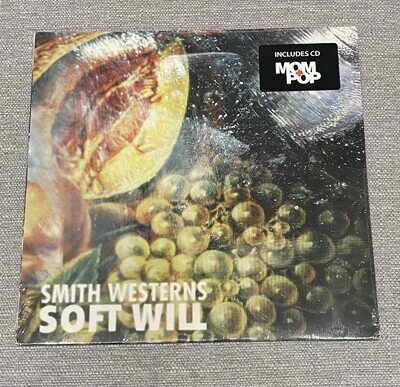 INCLUDES CD
MOM
POP
SMITH WESTERNS
SOFT WILL